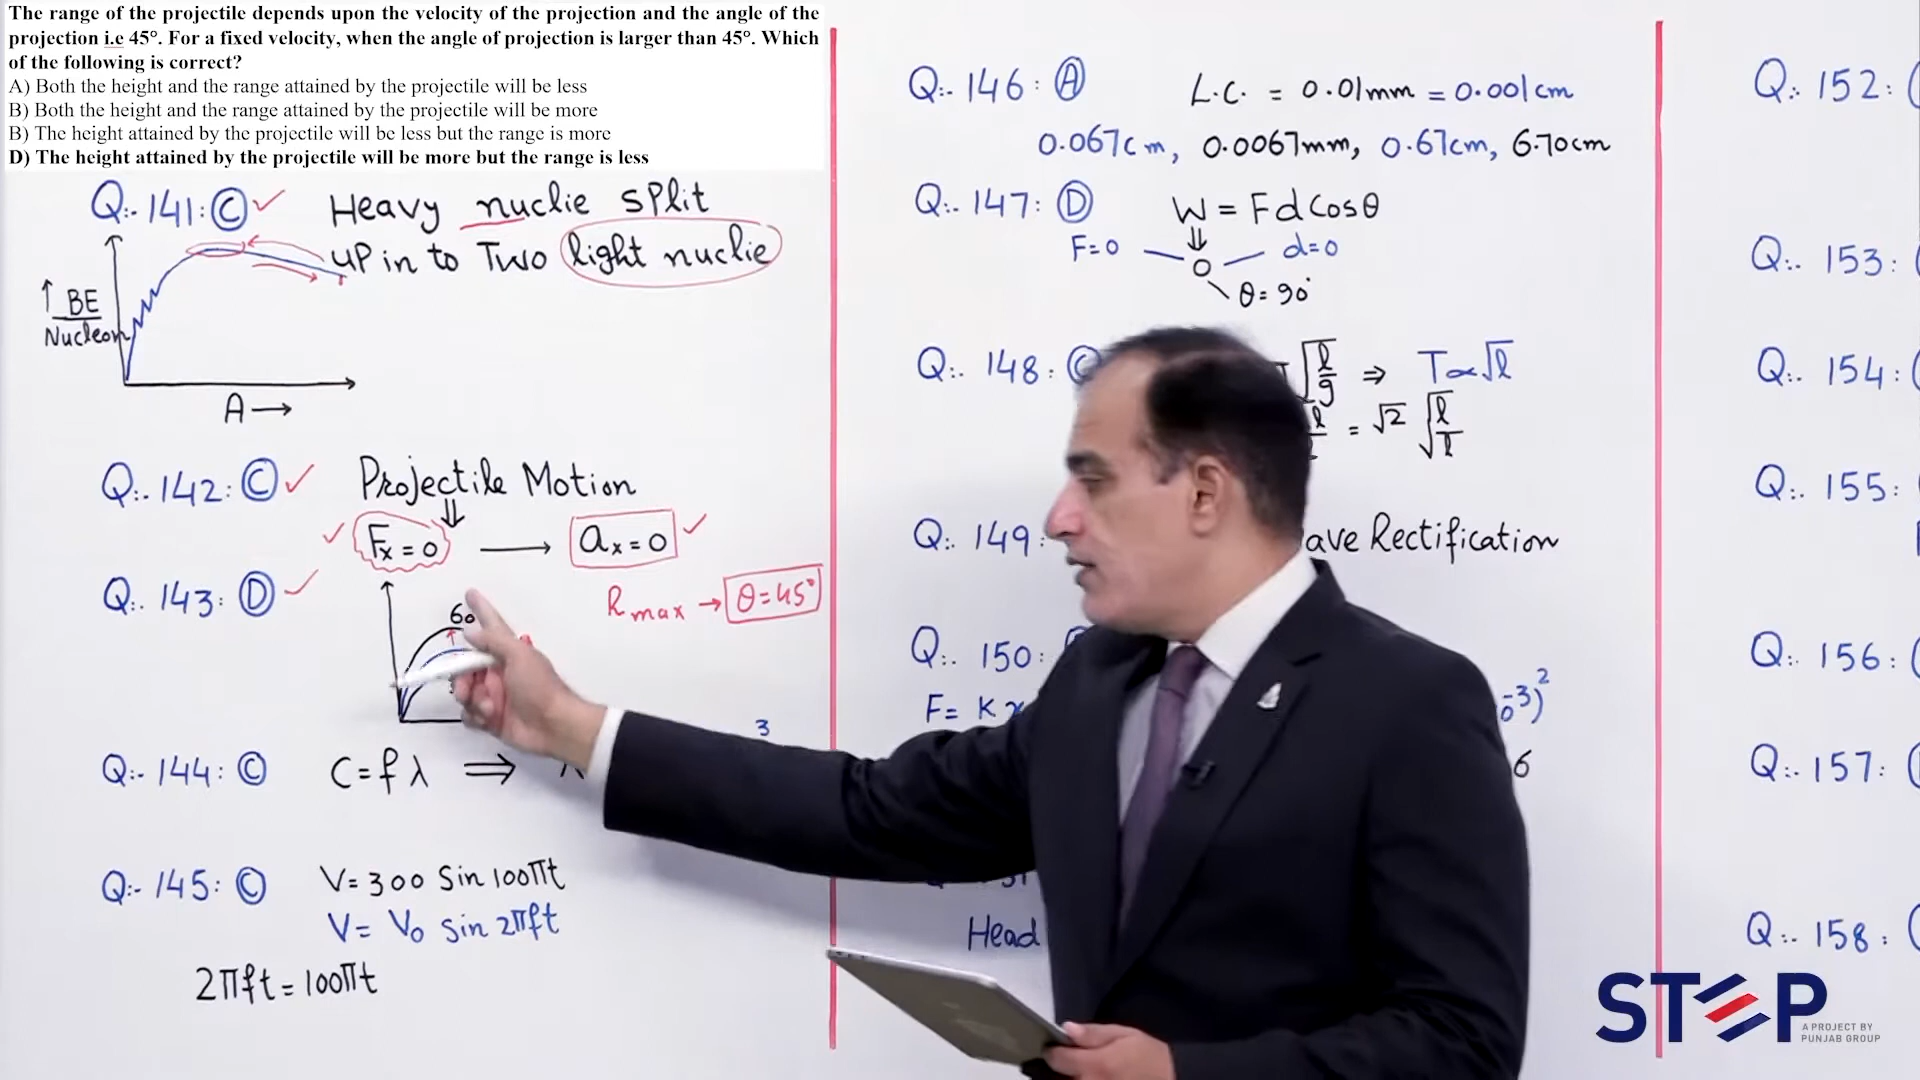 The range of the projectile depends upon the velocity of the projection and the angle of the
projection i.e 45°. For a fixed velocity, when the angle of projection is larger than 45°. Which
of the following is correct?
A) Both the height and the range attained by the projectile will be less
B) Both the height and the range attained by the projectile will be more
B) The height attained by the projectile will be less but the range is more
D) The height attained by the projectile will be more but the range is less
Q:- 141: C ✓ Heavy nuclie split
up in to Two light nuclie
↑ BE
Nucleon
A →
Q:. 142: C ✓ Projectile Motion
⇓
✓ Fx = 0 → ax = 0 ✓
Q:. 143: D ✓
Rmax → θ = 45°
60
Q:- 144: C C = f λ ⇒
3
Q:- 145: C V = 300 Sin 100πt
V = V₀ Sin 2πft
2πft = 100πt
Q:- 146: A L.C. = 0.01mm = 0.001cm
0.067cm, 0.0067mm, 0.67cm, 6.70cm
Q:. 147: D W = FdCosθ
⇓
F=0 0 d=0
θ = 90°
Q:. 148: C √l/g ⇒ T∝√l
= √2 √l/
Q:. 149: ave Rectification
Q:. 150:
F = K
-3)²
6
Head
Q:. 152:
Q:. 153:
Q:. 154:
Q:. 155:
Q:. 156:
Q:. 157:
Q:. 158:
STEP
A PROJECT BY
PUNJAB GROUP